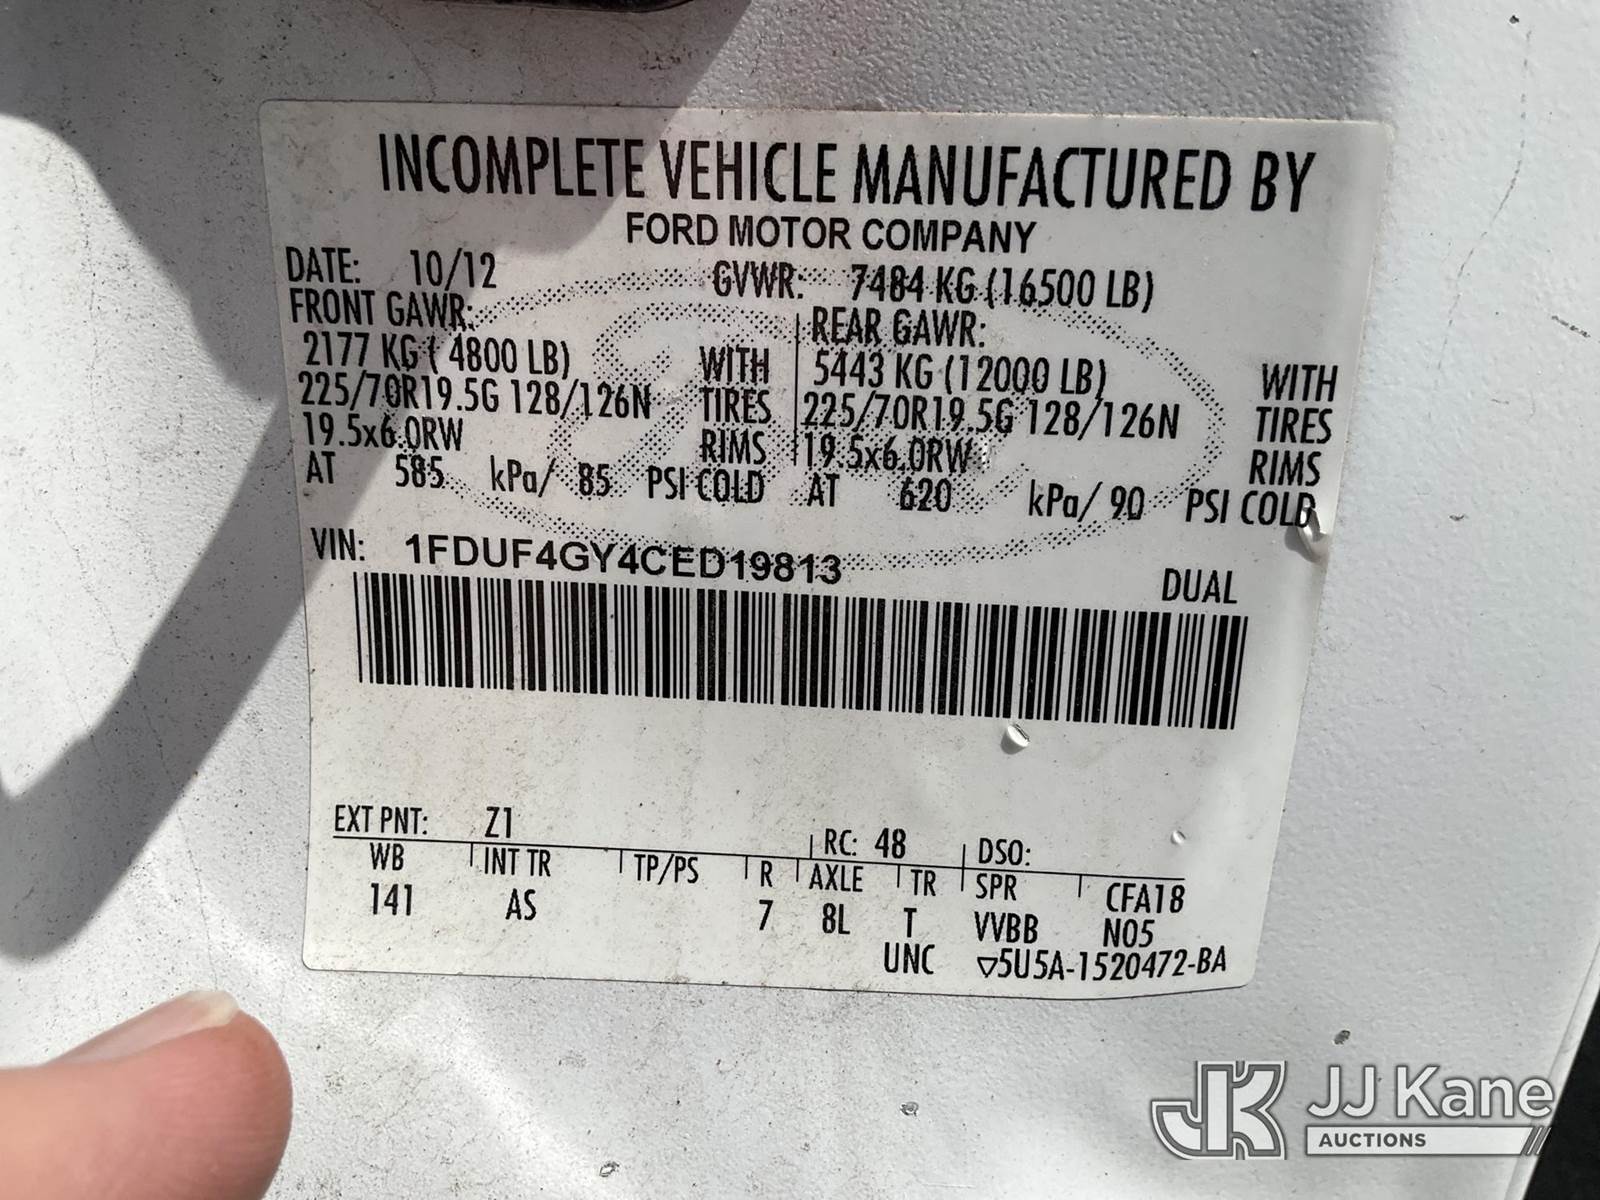 INCOMPLETE VEHICLE MANUFACTURED BY
FORD MOTOR COMPANY
DATE: 10/12 GVWR: 7484 KG (16500 LB)
FRONT GAWR: REAR GAWR:
2177 KG ( 4800 LB) WITH 5443 KG (12000 LB) WITH
225/70R19.5G 128/126N TIRES 225/70R19.5G 128/126N TIRES
19.5x6.0RW RIMS 19.5x6.0RW RIMS
AT 585 kPa/ 85 PSI COLD AT 620 kPa/ 90 PSI COLD
VIN: 1FDUF4GY4CED19813
DUAL
EXT PNT: Z1 RC: 48 DSO:
WB INT TR TP/PS R AXLE TR SPR CFA18
141 AS 7 8L T VVBB N05
UNC ▽5U5A-1520472-BA
JK JJ Kane
AUCTIONS